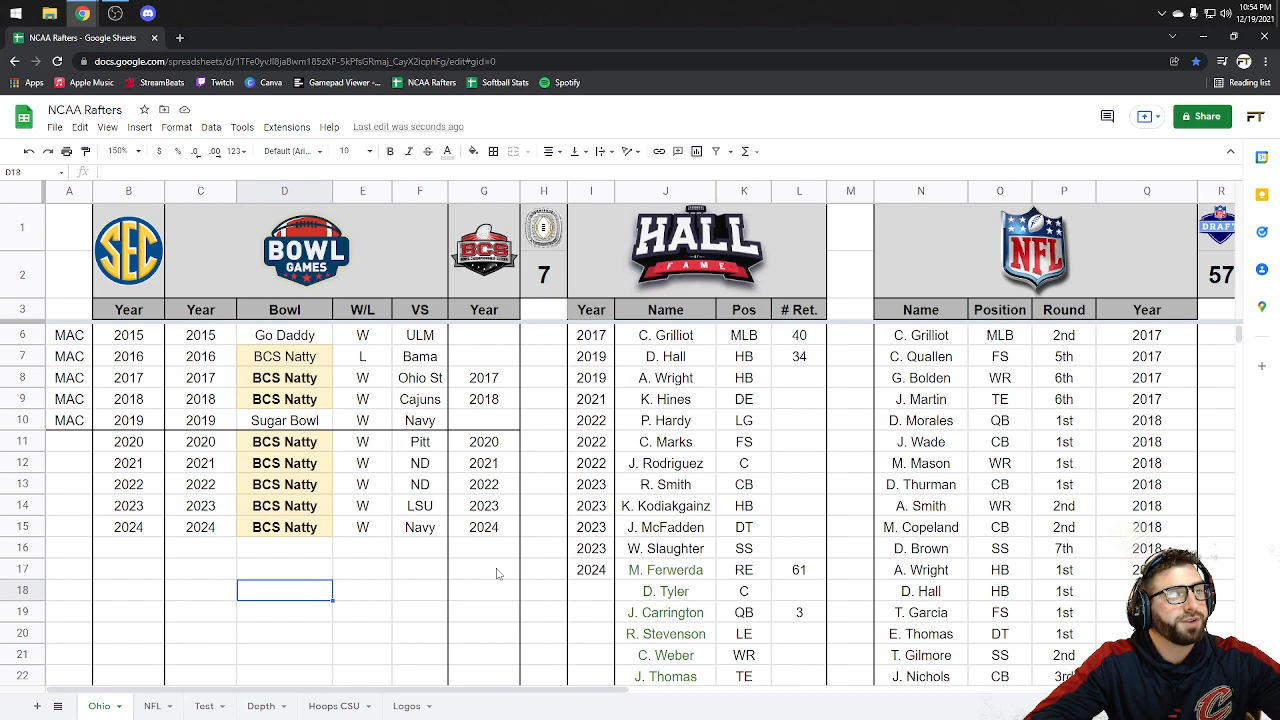 10:54 PM
12/19/2021
NCAA Rafters - Google Sheets
docs.google.com/spreadsheets/d/1TFe0yvJl8jaBwm185zXP-5kPfsGRmaj_CayX2icphFg/edit#gid=0
Apps Apple Music StreamBeats Twitch Canva Gamepad Viewer -... NCAA Rafters Softball Stats Spotify Reading list
NCAA Rafters
File Edit View Insert Format Data Tools Extensions Help Last edit was seconds ago
Share FT
150% $ % .0 .00 123 Default (Ari... 10 B I S A
D18 fx
A B C D E F G H I J K L M N O P Q R
1 SEC BOWL GAMES BCS HALL OF FAME NFL DRAFT
2 7 57
3 Year Year Bowl W/L VS Year Year Name Pos # Ret. Name Position Round Year
6 MAC 2015 2015 Go Daddy W ULM 2017 C. Grilliot MLB 40 C. Grilliot MLB 2nd 2017
7 MAC 2016 2016 BCS Natty L Bama 2019 D. Hall HB 34 C. Quallen FS 5th 2017
8 MAC 2017 2017 BCS Natty W Ohio St 2017 2019 A. Wright HB G. Bolden WR 6th 2017
9 MAC 2018 2018 BCS Natty W Cajuns 2018 2021 K. Hines DE J. Martin TE 6th 2017
10 MAC 2019 2019 Sugar Bowl W Navy 2022 P. Hardy LG D. Morales QB 1st 2018
11 2020 2020 BCS Natty W Pitt 2020 2022 C. Marks FS J. Wade CB 1st 2018
12 2021 2021 BCS Natty W ND 2021 2022 J. Rodriguez C M. Mason WR 1st 2018
13 2022 2022 BCS Natty W ND 2022 2023 R. Smith CB D. Thurman CB 1st 2018
14 2023 2023 BCS Natty W LSU 2023 2023 K. Kodiakgainz HB A. Smith WR 2nd 2018
15 2024 2024 BCS Natty W Navy 2024 2023 J. McFadden DT M. Copeland CB 2nd 2018
16 2023 W. Slaughter SS D. Brown SS 7th 2018
17 2024 M. Ferwerda RE 61 A. Wright HB 1st
18 D. Tyler C D. Hall HB 1st
19 J. Carrington QB 3 T. Garcia FS 1st
20 R. Stevenson LE E. Thomas DT 1st
21 C. Weber WR T. Gilmore SS 2nd
22 J. Thomas TE J. Nichols CB 3rd
Ohio NFL Test Depth Hoops CSU Logos